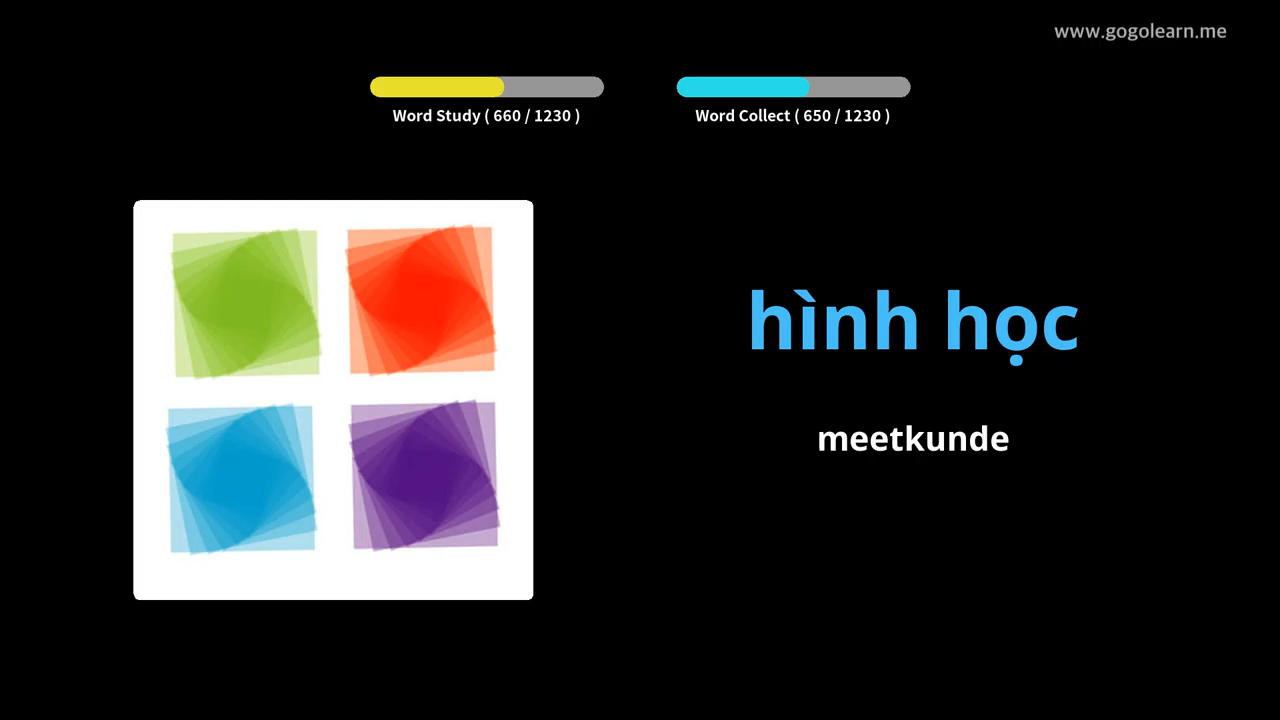 www.gogolearn.me
Word Study ( 660 / 1230 )
Word Collect ( 650 / 1230 )
hình học
meetkunde